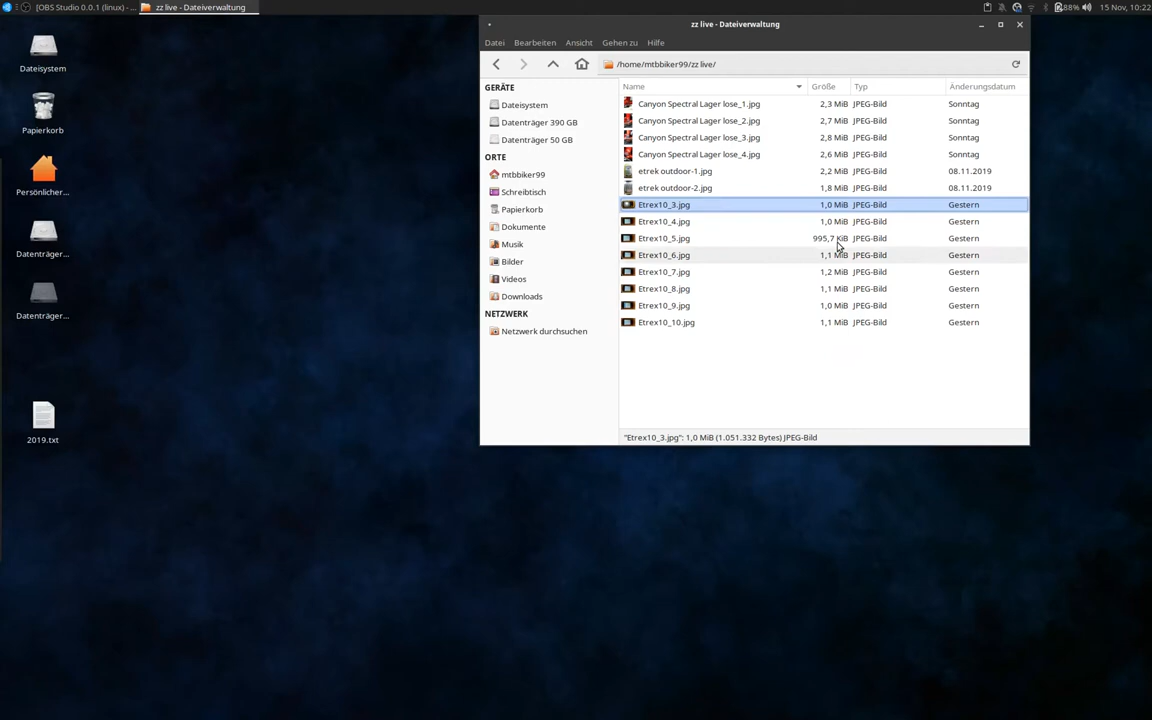 [OBS Studio 0.0.1 (linux) - ...
zz live - Dateiverwaltung
88%
15 Nov, 10:22
Dateisystem
Papierkorb
Persönlicher...
Datenträger...
Datenträger...
2019.txt
zz live - Dateiverwaltung
Datei Bearbeiten Ansicht Gehen zu Hilfe
/home/mtbbiker99/zz live/
GERÄTE
Dateisystem
Datenträger 390 GB
Datenträger 50 GB
ORTE
mtbbiker99
Schreibtisch
Papierkorb
Dokumente
Musik
Bilder
Videos
Downloads
NETZWERK
Netzwerk durchsuchen
Name Größe Typ Änderungsdatum
Canyon Spectral Lager lose_1.jpg 2,3 MiB JPEG-Bild Sonntag
Canyon Spectral Lager lose_2.jpg 2,7 MiB JPEG-Bild Sonntag
Canyon Spectral Lager lose_3.jpg 2,8 MiB JPEG-Bild Sonntag
Canyon Spectral Lager lose_4.jpg 2,6 MiB JPEG-Bild Sonntag
etrek outdoor-1.jpg 2,2 MiB JPEG-Bild 08.11.2019
etrek outdoor-2.jpg 1,8 MiB JPEG-Bild 08.11.2019
Etrex10_3.jpg 1,0 MiB JPEG-Bild Gestern
Etrex10_4.jpg 1,0 MiB JPEG-Bild Gestern
Etrex10_5.jpg 995,7 KiB JPEG-Bild Gestern
Etrex10_6.jpg 1,1 MiB JPEG-Bild Gestern
Etrex10_7.jpg 1,2 MiB JPEG-Bild Gestern
Etrex10_8.jpg 1,1 MiB JPEG-Bild Gestern
Etrex10_9.jpg 1,0 MiB JPEG-Bild Gestern
Etrex10_10.jpg 1,1 MiB JPEG-Bild Gestern
"Etrex10_3.jpg": 1,0 MiB (1.051.332 Bytes) JPEG-Bild